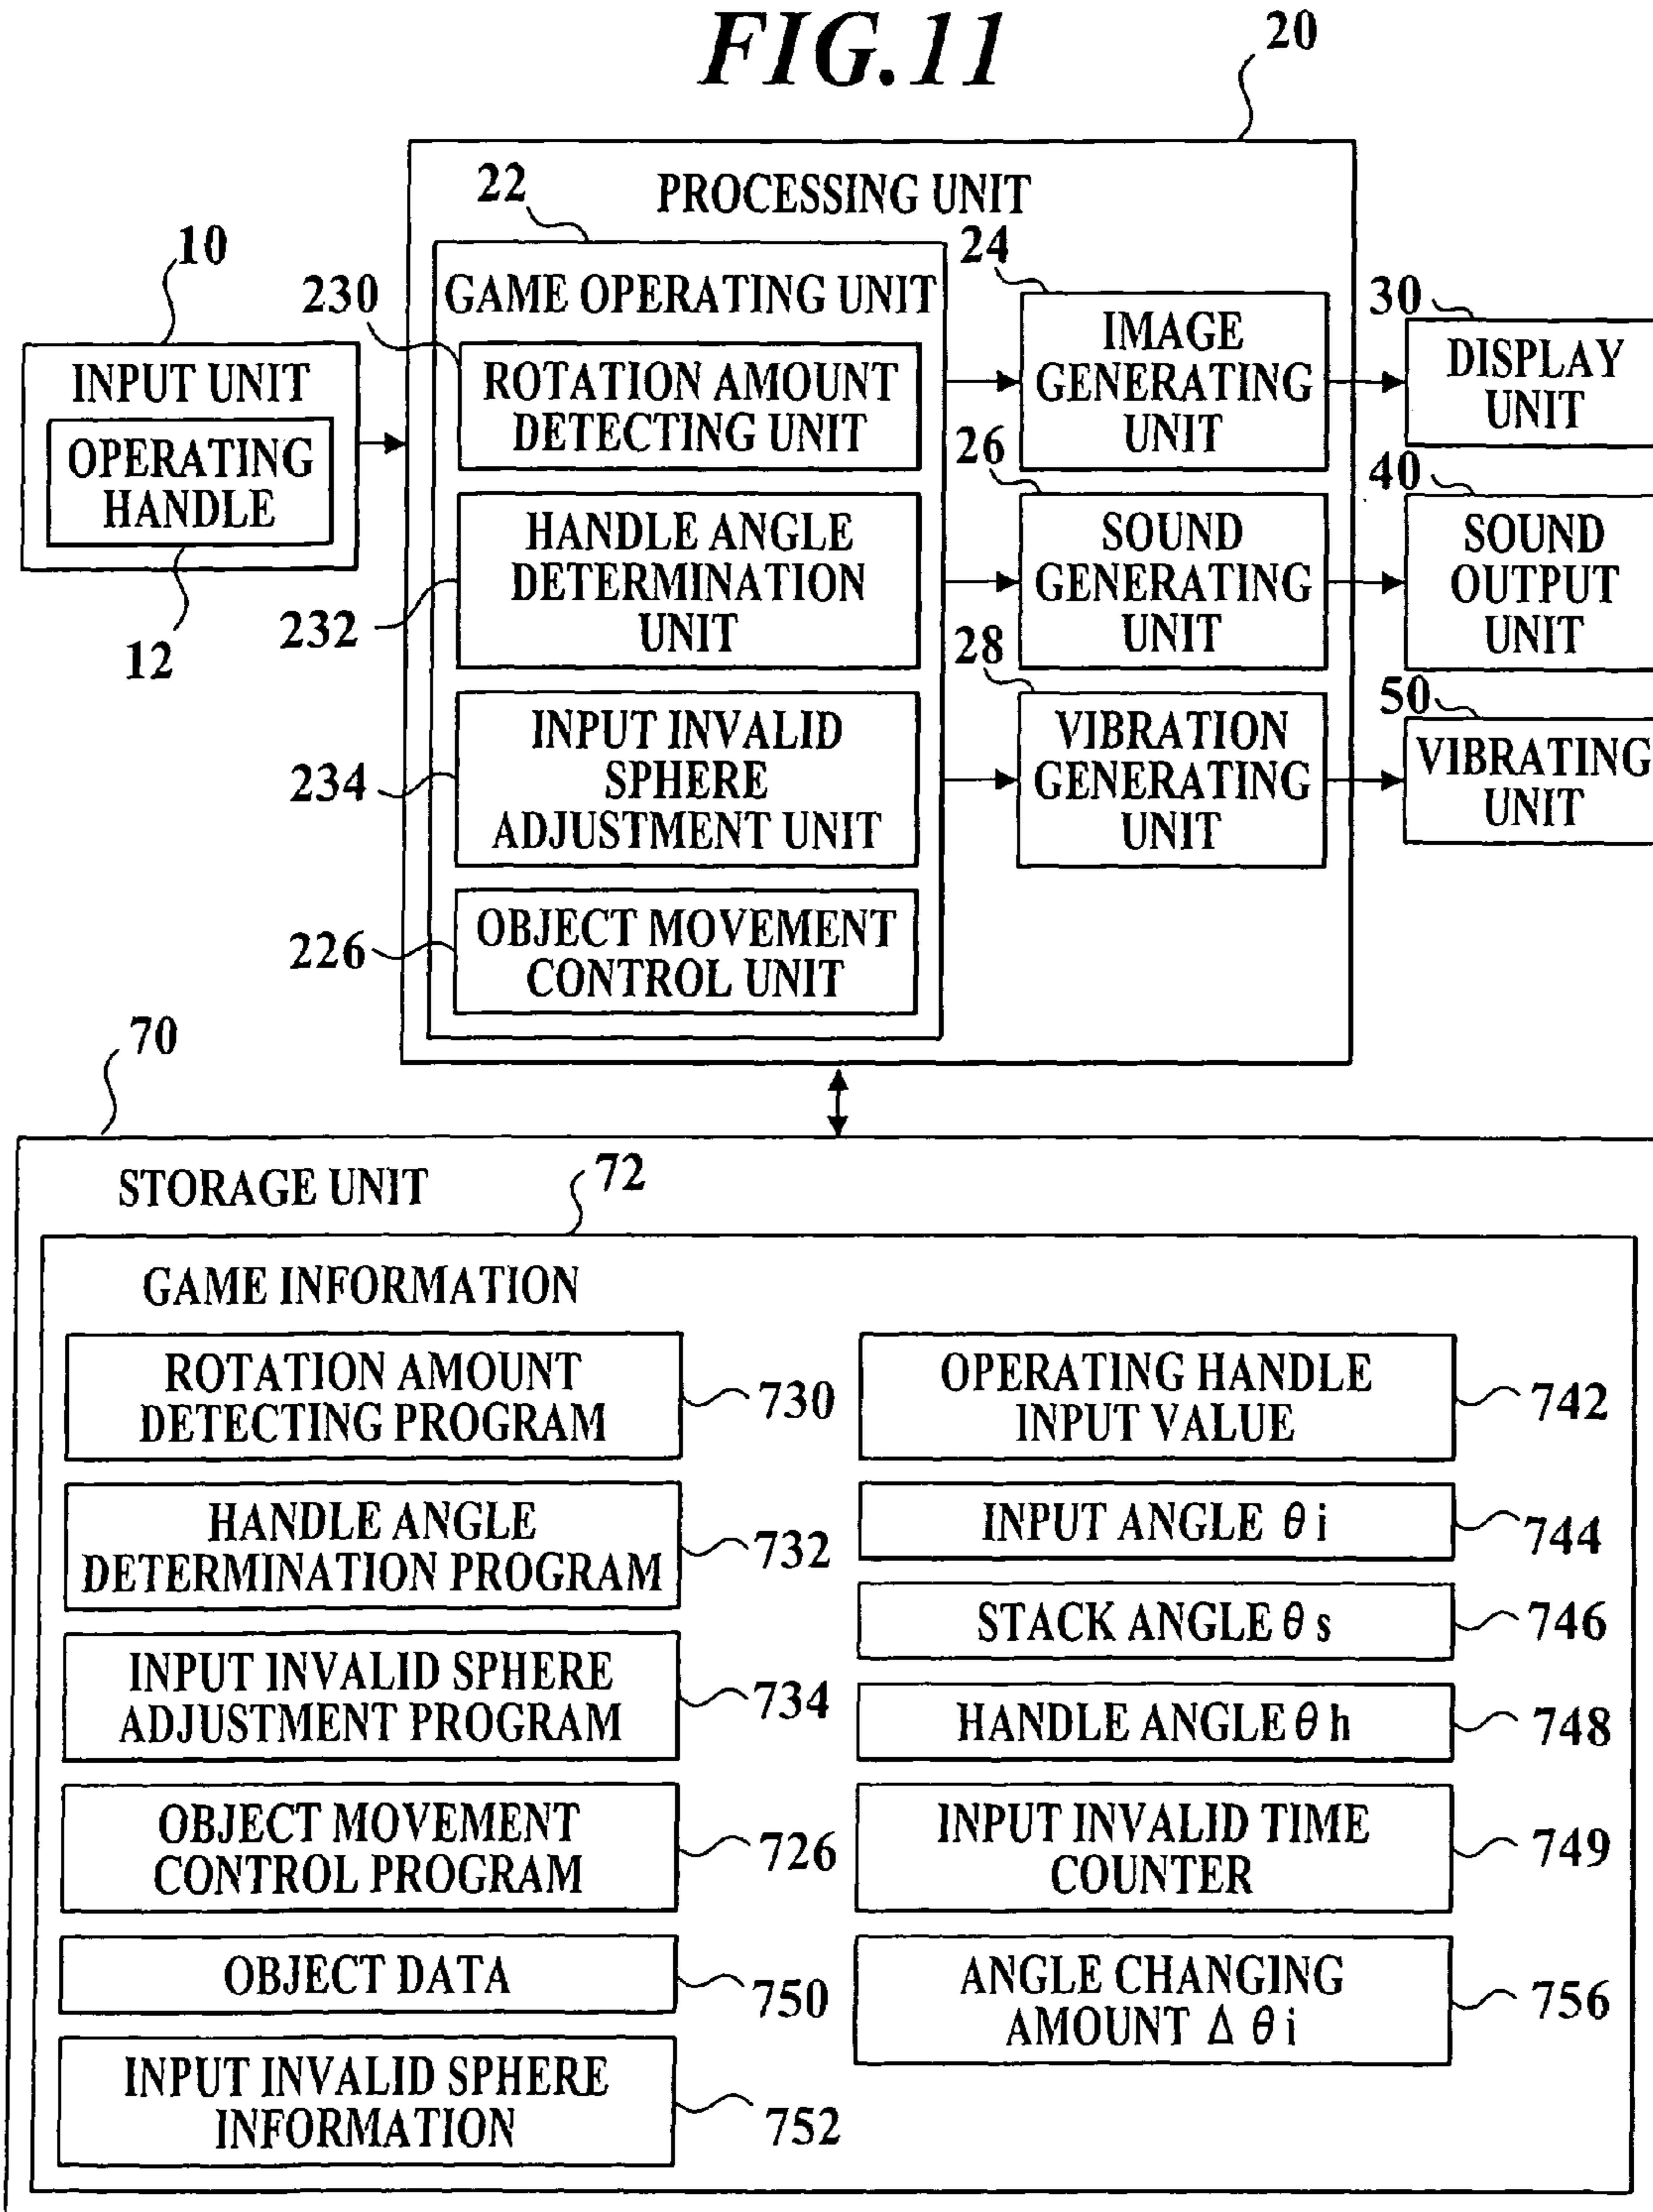 FIG.11
20
PROCESSING UNIT
22
10
INPUT UNIT
OPERATING
HANDLE
12
GAME OPERATING UNIT
230
ROTATION AMOUNT
DETECTING UNIT
232
HANDLE ANGLE
DETERMINATION
UNIT
234
INPUT INVALID
SPHERE
ADJUSTMENT UNIT
226
OBJECT MOVEMENT
CONTROL UNIT
24
IMAGE
GENERATING
UNIT
26
SOUND
GENERATING
UNIT
28
VIBRATION
GENERATING
UNIT
30
DISPLAY
UNIT
40
SOUND
OUTPUT
UNIT
50
VIBRATING
UNIT
70
STORAGE UNIT
72
GAME INFORMATION
ROTATION AMOUNT
DETECTING PROGRAM
730
HANDLE ANGLE
DETERMINATION PROGRAM
732
INPUT INVALID SPHERE
ADJUSTMENT PROGRAM
734
OBJECT MOVEMENT
CONTROL PROGRAM
726
OBJECT DATA
750
INPUT INVALID SPHERE
INFORMATION
752
OPERATING HANDLE
INPUT VALUE
742
INPUT ANGLE θi
744
STACK ANGLE θs
746
HANDLE ANGLE θh
748
INPUT INVALID TIME
COUNTER
749
ANGLE CHANGING
AMOUNT Δθi
756